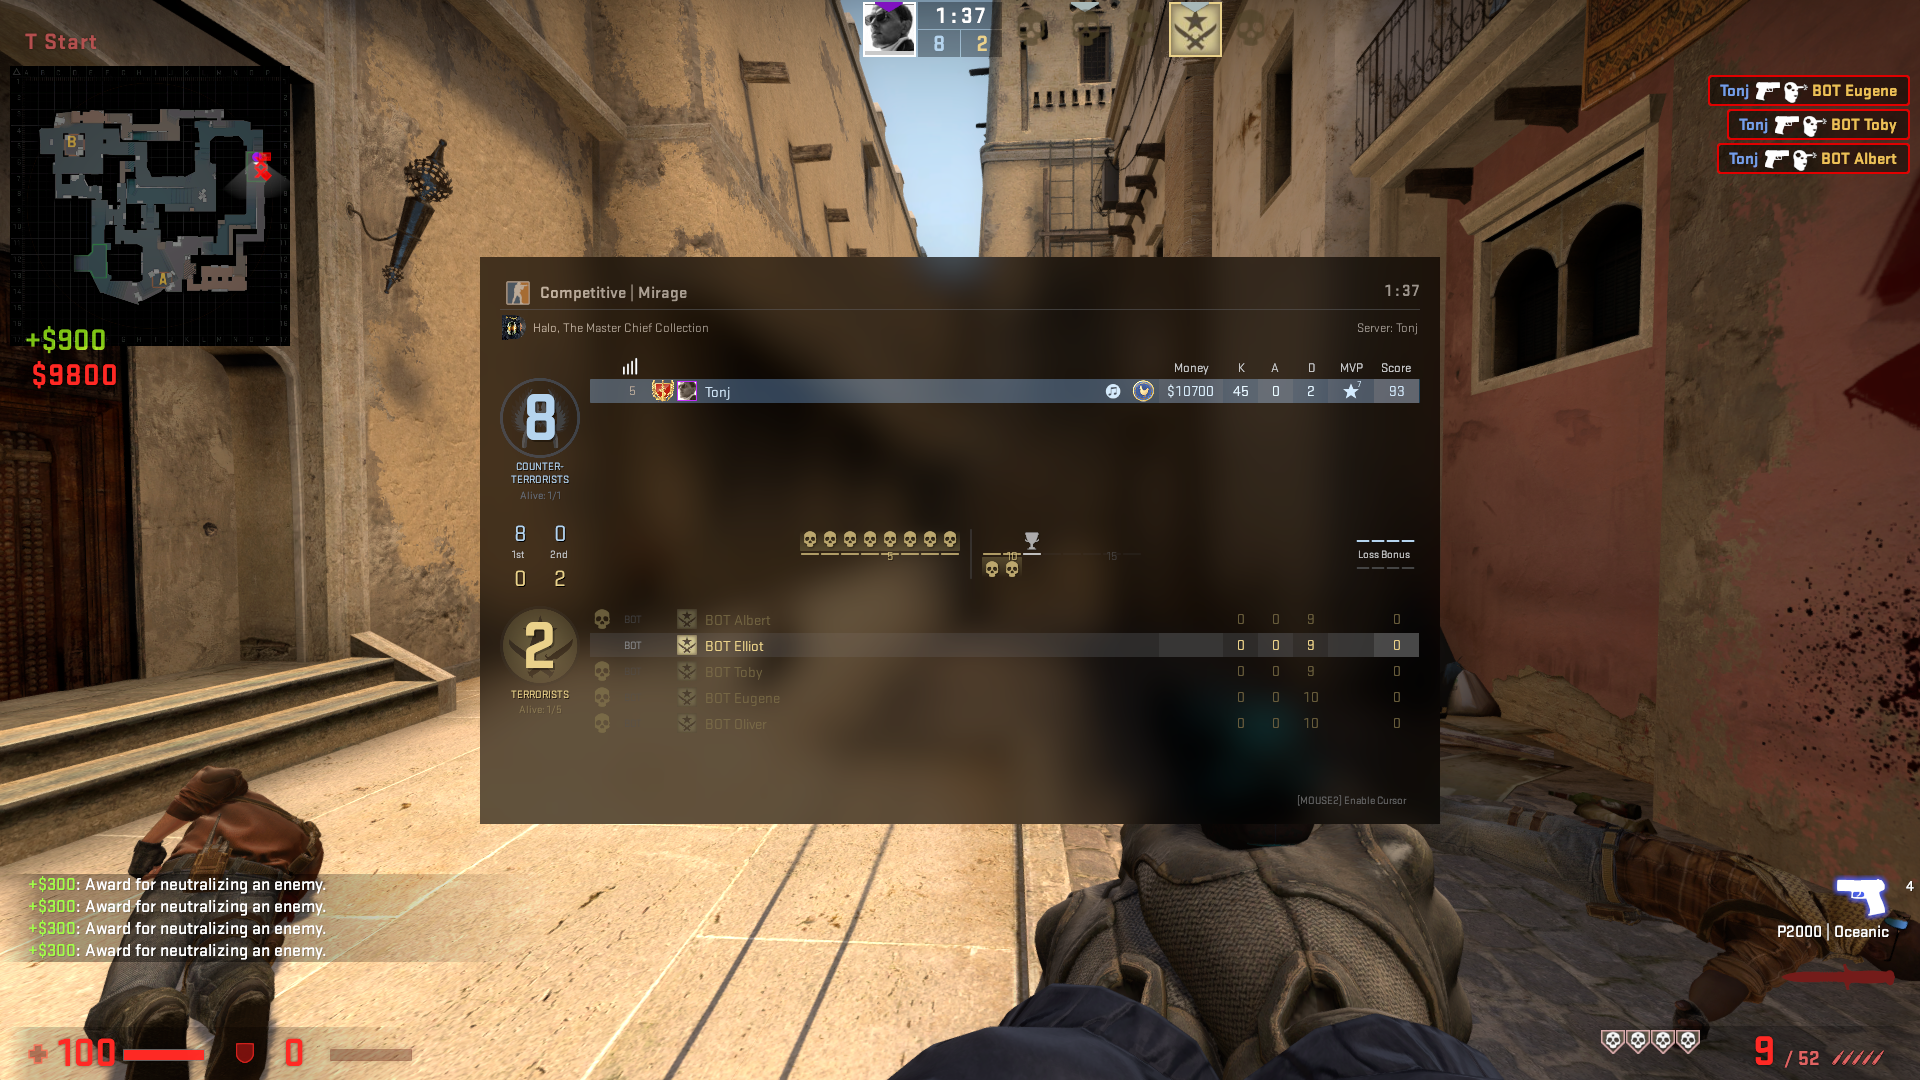 T Start
1:37
8 2
B
A
+$900
$9800
Tonj BOT Eugene
Tonj BOT Toby
Tonj BOT Albert
Competitive | Mirage
1:37
Halo, The Master Chief Collection
Server: Tonj
Money K A D MVP Score
5 Tonj $10700 45 0 2 7 93
8
COUNTER-
TERRORISTS
Alive: 1/1
8 0
1st 2nd
0 2
5 10 15
Loss Bonus
2
TERRORISTS
Alive: 1/5
BOT BOT Albert 0 0 9 0
BOT BOT Elliot 0 0 9 0
BOT Toby 0 0 9 0
BOT Eugene 0 0 10 0
BOT Oliver 0 0 10 0
[MOUSE2] Enable Cursor
+$300: Award for neutralizing an enemy.
+$300: Award for neutralizing an enemy.
+$300: Award for neutralizing an enemy.
+$300: Award for neutralizing an enemy.
4
P2000 | Oceanic
100 0
9 / 52